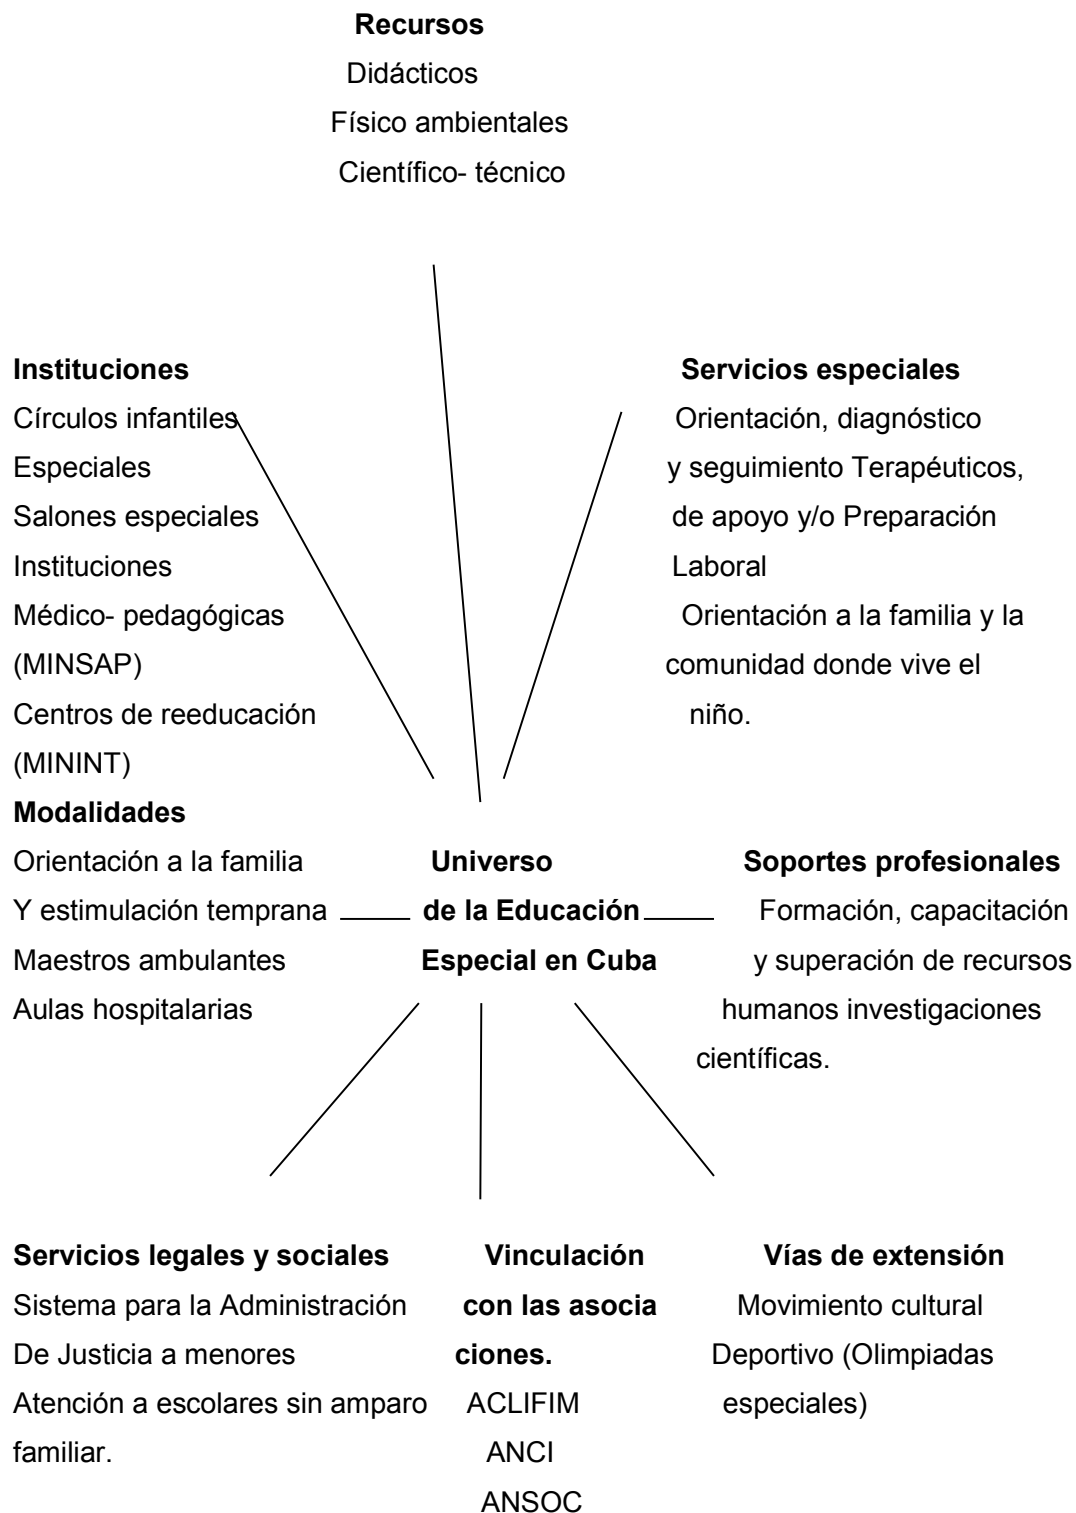 Recursos
Didácticos
Físico ambientales
Científico- técnico
Instituciones
Círculos infantiles
Especiales
Salones especiales
Instituciones
Médico- pedagógicas
(MINSAP)
Centros de reeducación
(MININT)
Servicios especiales
Orientación, diagnóstico
y seguimiento Terapéuticos,
de apoyo y/o Preparación
Laboral
Orientación a la familia y la
comunidad donde vive el
niño.
Modalidades
Orientación a la familia
Y estimulación temprana
Maestros ambulantes
Aulas hospitalarias
Universo
de la Educación
Especial en Cuba
Soportes profesionales
Formación, capacitación
y superación de recursos
humanos investigaciones
científicas.
Servicios legales y sociales
Sistema para la Administración
De Justicia a menores
Atención a escolares sin amparo
familiar.
Vinculación
con las asocia
ciones.
ACLIFIM
ANCI
ANSOC
Vías de extensión
Movimiento cultural
Deportivo (Olimpiadas
especiales)